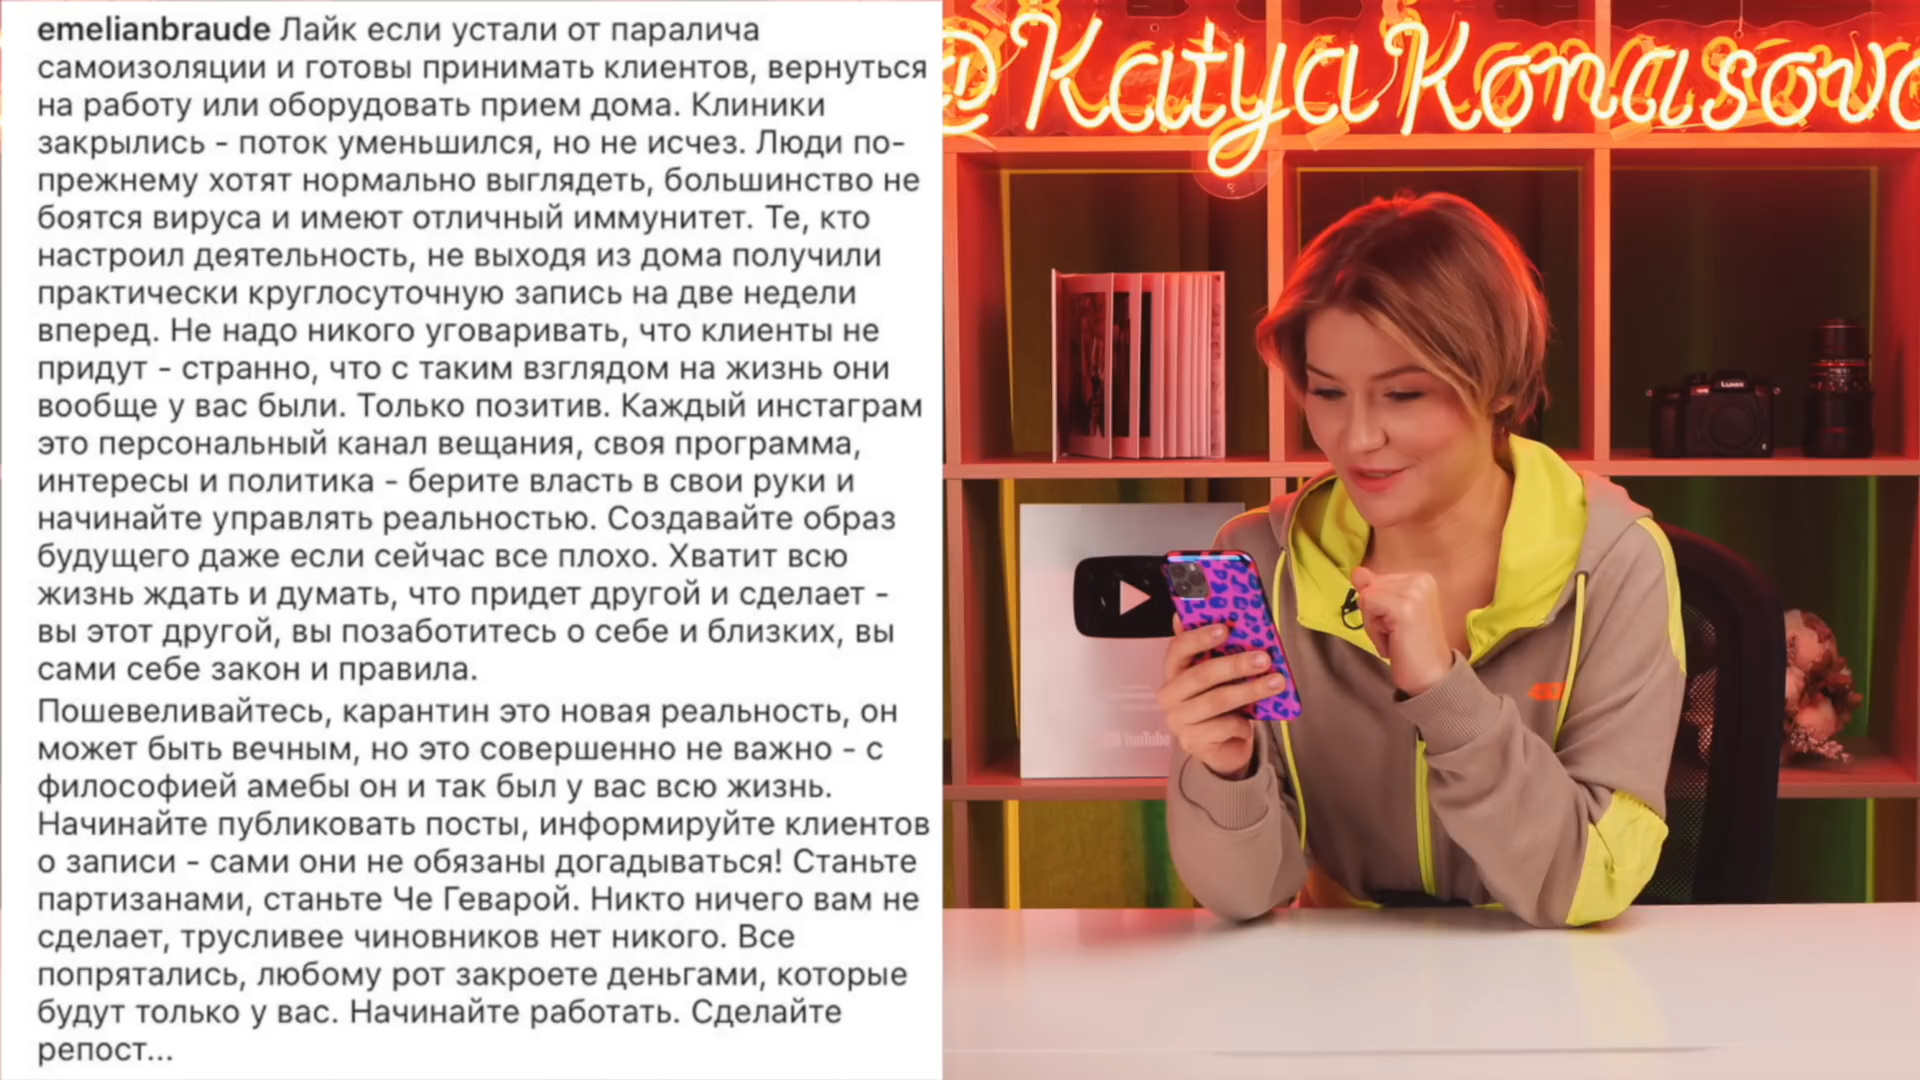 emelianbraude Лайк если устали от паралича
самоизоляции и готовы принимать клиентов, вернуться
на работу или оборудовать прием дома. Клиники
закрылись - поток уменьшился, но не исчез. Люди по-
прежнему хотят нормально выглядеть, большинство не
боятся вируса и имеют отличный иммунитет. Те, кто
настроил деятельность, не выходя из дома получили
практически круглосуточную запись на две недели
вперед. Не надо никого уговаривать, что клиенты не
придут - странно, что с таким взглядом на жизнь они
вообще у вас были. Только позитив. Каждый инстаграм
это персональный канал вещания, своя программа,
интересы и политика - берите власть в свои руки и
начинайте управлять реальностью. Создавайте образ
будущего даже если сейчас все плохо. Хватит всю
жизнь ждать и думать, что придет другой и сделает -
вы этот другой, вы позаботитесь о себе и близких, вы
сами себе закон и правила.
Пошевеливайтесь, карантин это новая реальность, он
может быть вечным, но это совершенно не важно - с
философией амебы он и так был у вас всю жизнь.
Начинайте публиковать посты, информируйте клиентов
о записи - сами они не обязаны догадываться! Станьте
партизанами, станьте Че Геварой. Никто ничего вам не
сделает, трусливее чиновников нет никого. Все
попрятались, любому рот закроете деньгами, которые
будут только у вас. Начинайте работать. Сделайте
репост...
@KatyaKonasova
LUMIX
YouTube